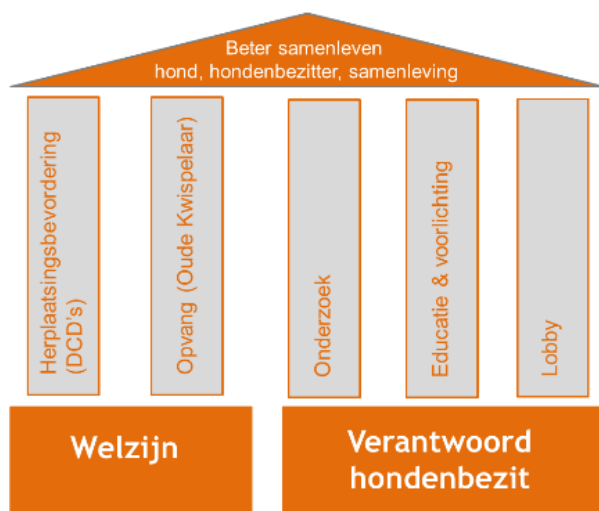 Beter samenleven
hond, hondenbezitter, samenleving
Herplaatsingsbevordering
(DCD's)
Opvang (Oude Kwispelaar)
Onderzoek
Educatie & voorlichting
Lobby
Welzijn
Verantwoord
hondenbezit